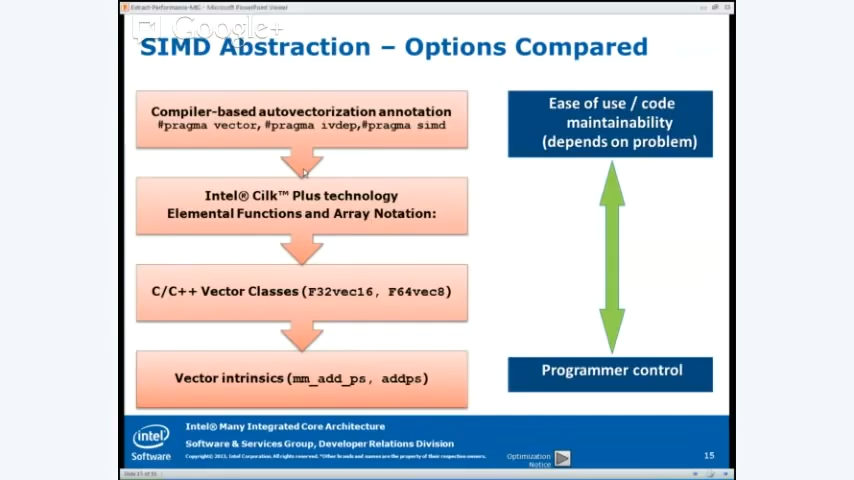 Extract-Performance-MIC - Microsoft PowerPoint Viewer
Google+
SIMD Abstraction – Options Compared
Compiler-based autovectorization annotation
#pragma vector, #pragma ivdep,#pragma simd
Intel® Cilk™ Plus technology
Elemental Functions and Array Notation:
C/C++ Vector Classes (F32vec16, F64vec8)
Vector intrinsics (mm_add_ps, addps)
Ease of use / code
maintainability
(depends on problem)
Programmer control
intel
Software
Intel® Many Integrated Core Architecture
Software & Services Group, Developer Relations Division
Copyright© 2013, Intel Corporation. All rights reserved. *Other brands and names are the property of their respective owners.
Optimization
Notice
15